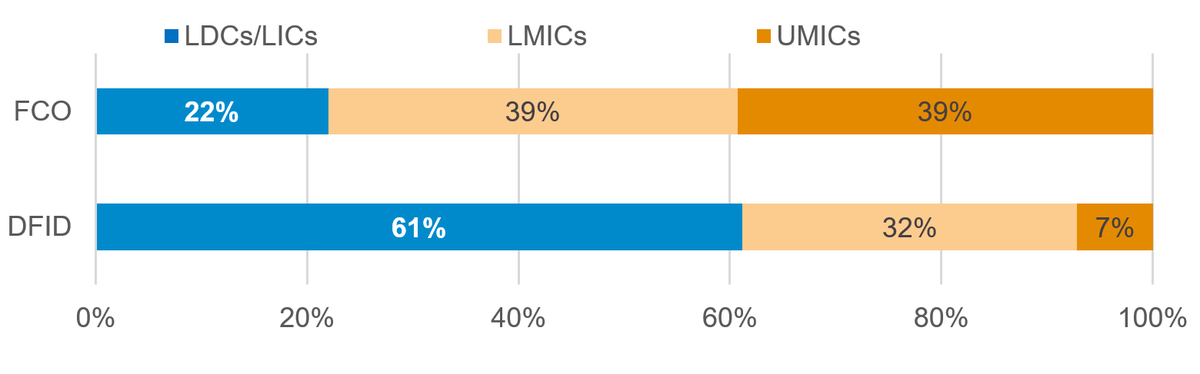 LDCs/LICs LMICs UMICs
FCO 22% 39% 39%
DFID 61% 32% 7%
0% 20% 40% 60% 80% 100%